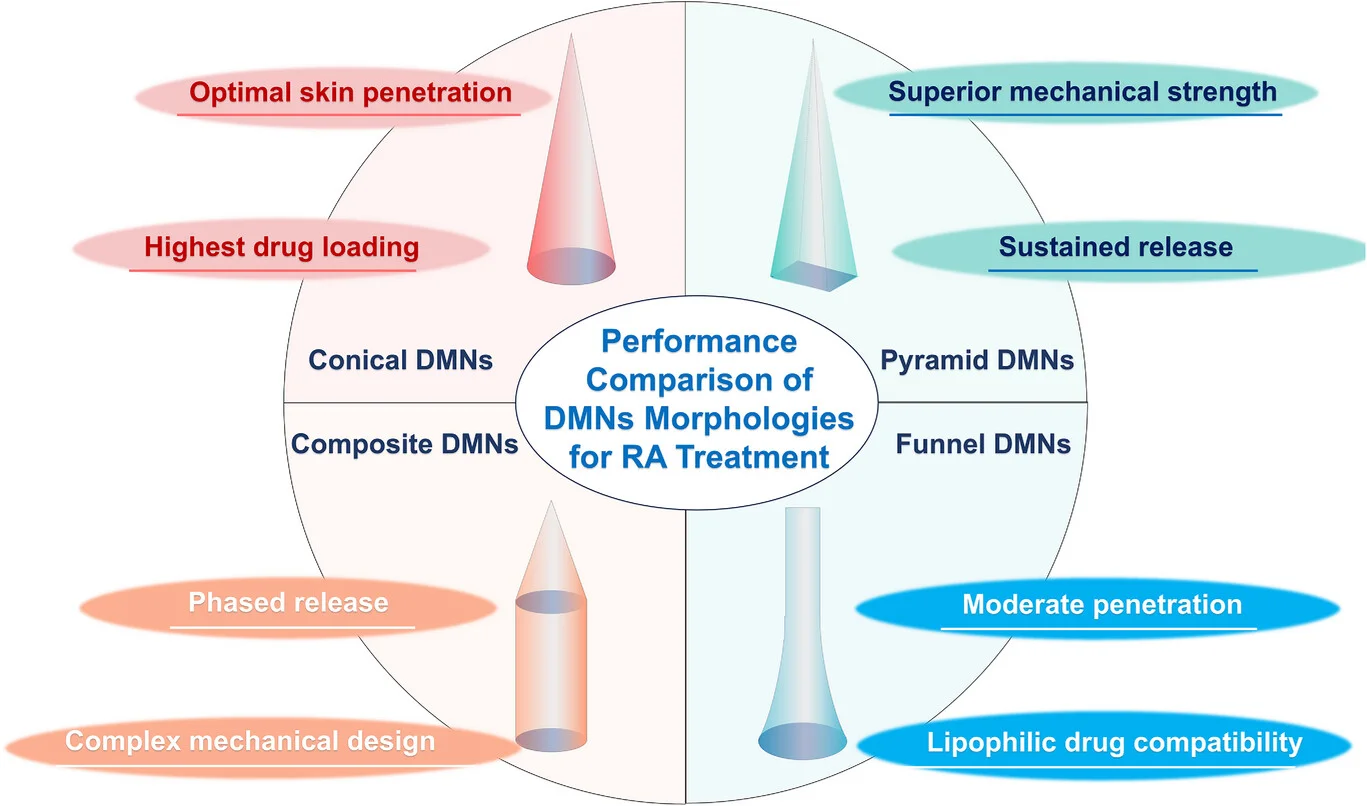 Optimal skin penetration
Highest drug loading
Conical DMNs
Superior mechanical strength
Sustained release
Pyramid DMNs
Performance
Comparison of
DMNs Morphologies
for RA Treatment
Composite DMNs
Phased release
Complex mechanical design
Funnel DMNs
Moderate penetration
Lipophilic drug compatibility